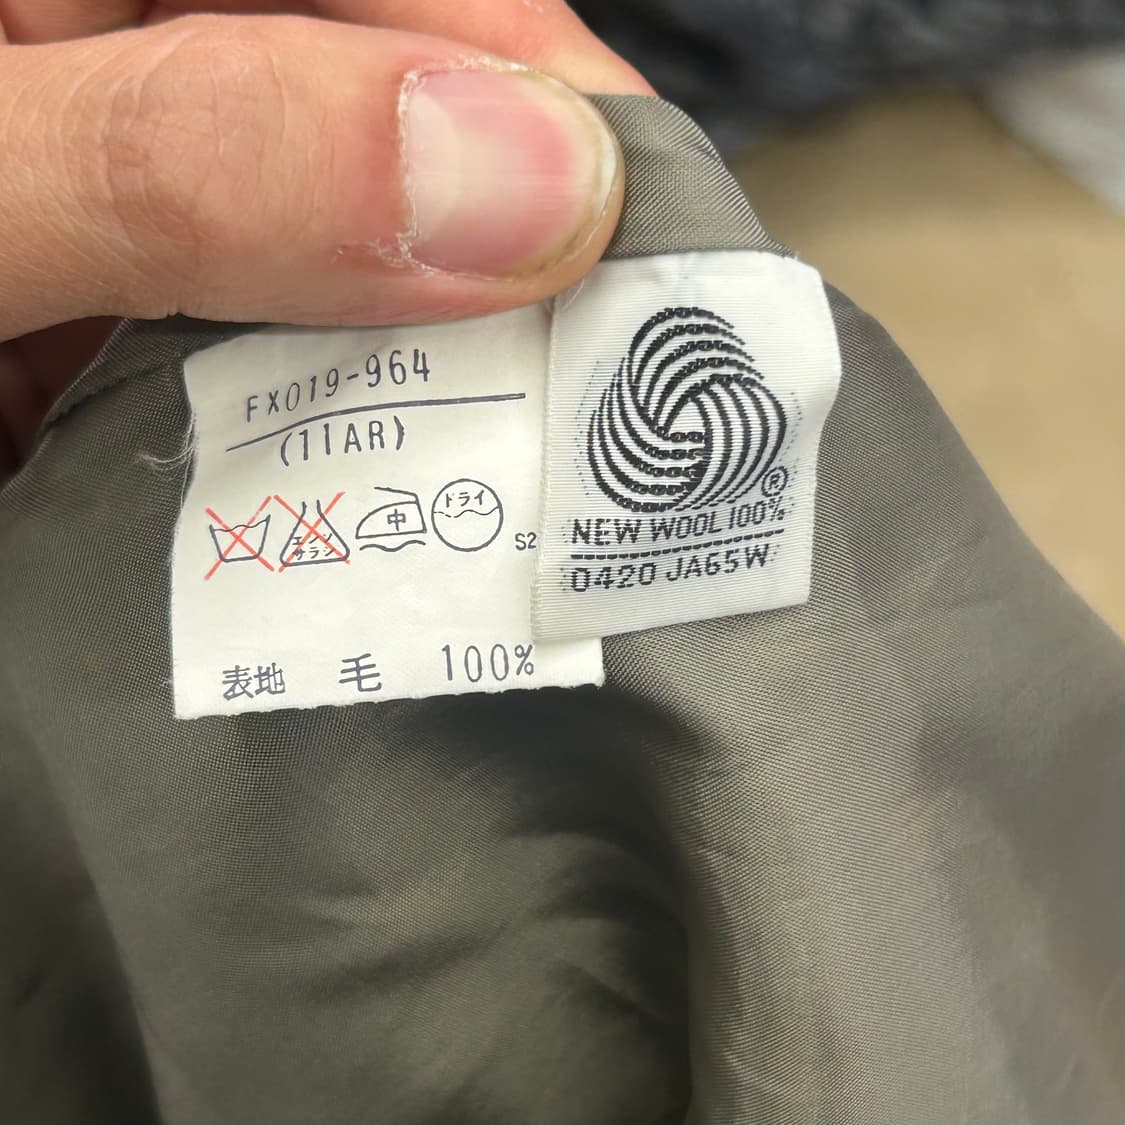 FX019-964
(11AR)
エンソ
サラシ
中
ドライ
S2
表地 毛 100%
®
NEW WOOL 100%
0420 JA65W